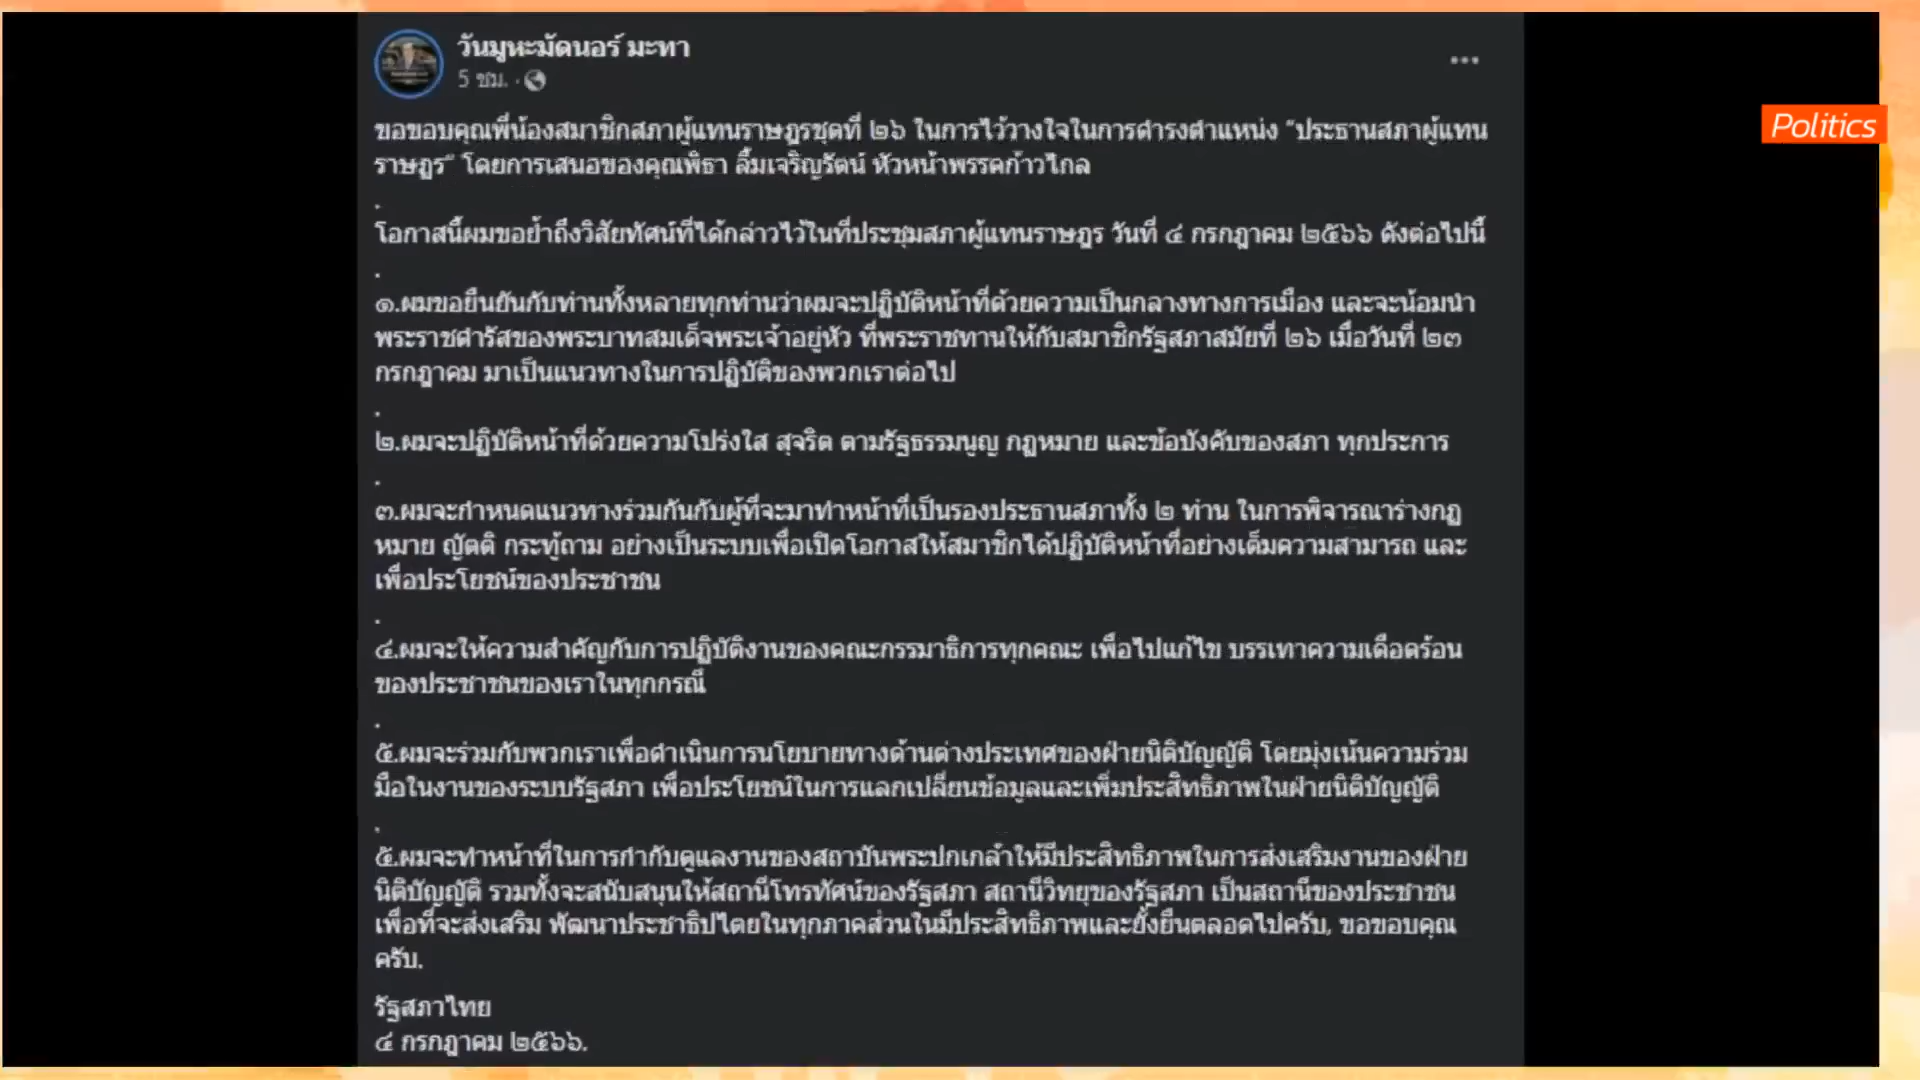 วันมูหะมัดนอร์ มะทา
5 ชม. ·
Politics
ขอขอบคุณพี่น้องสมาชิกสภาผู้แทนราษฎรชุดที่ ๒๖ ในการไว้วางใจในการดำรงตำแหน่ง “ประธานสภาผู้แทน
ราษฎร” โดยการเสนอของคุณพิธา ลิ้มเจริญรัตน์ หัวหน้าพรรคก้าวไกล
.
โอกาสนี้ผมขอย้ำถึงวิสัยทัศน์ที่ได้กล่าวไว้ในที่ประชุมสภาผู้แทนราษฎร วันที่ ๔ กรกฎาคม ๒๕๖๖ ดังต่อไปนี้
.
๑.ผมขอยืนยันกับท่านทั้งหลายทุกท่านว่าผมจะปฏิบัติหน้าที่ด้วยความเป็นกลางทางการเมือง และจะน้อมนำ
พระราชดำรัสของพระบาทสมเด็จพระเจ้าอยู่หัว ที่พระราชทานให้กับสมาชิกรัฐสภาสมัยที่ ๒๖ เมื่อวันที่ ๒๓
กรกฎาคม มาเป็นแนวทางในการปฏิบัติของพวกเราต่อไป
.
๒.ผมจะปฏิบัติหน้าที่ด้วยความโปร่งใส สุจริต ตามรัฐธรรมนูญ กฎหมาย และข้อบังคับของสภา ทุกประการ
.
๓.ผมจะกำหนดแนวทางร่วมกันกับผู้ที่จะมาทำหน้าที่เป็นรองประธานสภาทั้ง ๒ ท่าน ในการพิจารณาร่างกฎ
หมาย ญัตติ กระทู้ถาม อย่างเป็นระบบเพื่อเปิดโอกาสให้สมาชิกได้ปฏิบัติหน้าที่อย่างเต็มความสามารถ และ
เพื่อประโยชน์ของประชาชน
.
๔.ผมจะให้ความสำคัญกับการปฏิบัติงานของคณะกรรมาธิการทุกคณะ เพื่อไปแก้ไข บรรเทาความเดือดร้อน
ของประชาชนของเราในทุกกรณี
.
๕.ผมจะร่วมกับพวกเราเพื่อดำเนินการนโยบายทางด้านต่างประเทศของฝ่ายนิติบัญญัติ โดยมุ่งเน้นความร่วม
มือในงานของระบบรัฐสภา เพื่อประโยชน์ในการแลกเปลี่ยนข้อมูลและเพิ่มประสิทธิภาพในฝ่ายนิติบัญญัติ
.
๕.ผมจะทำหน้าที่ในการกำกับดูแลงานของสถาบันพระปกเกล้าให้มีประสิทธิภาพในการส่งเสริมงานของฝ่าย
นิติบัญญัติ รวมทั้งจะสนับสนุนให้สถานีโทรทัศน์ของรัฐสภา สถานีวิทยุของรัฐสภา เป็นสถานีของประชาชน
เพื่อที่จะส่งเสริม พัฒนาประชาธิปไตยในทุกภาคส่วนในมีประสิทธิภาพและยั่งยืนตลอดไปครับ, ขอขอบคุณ
ครับ.
รัฐสภาไทย
๔ กรกฎาคม ๒๕๖๖.